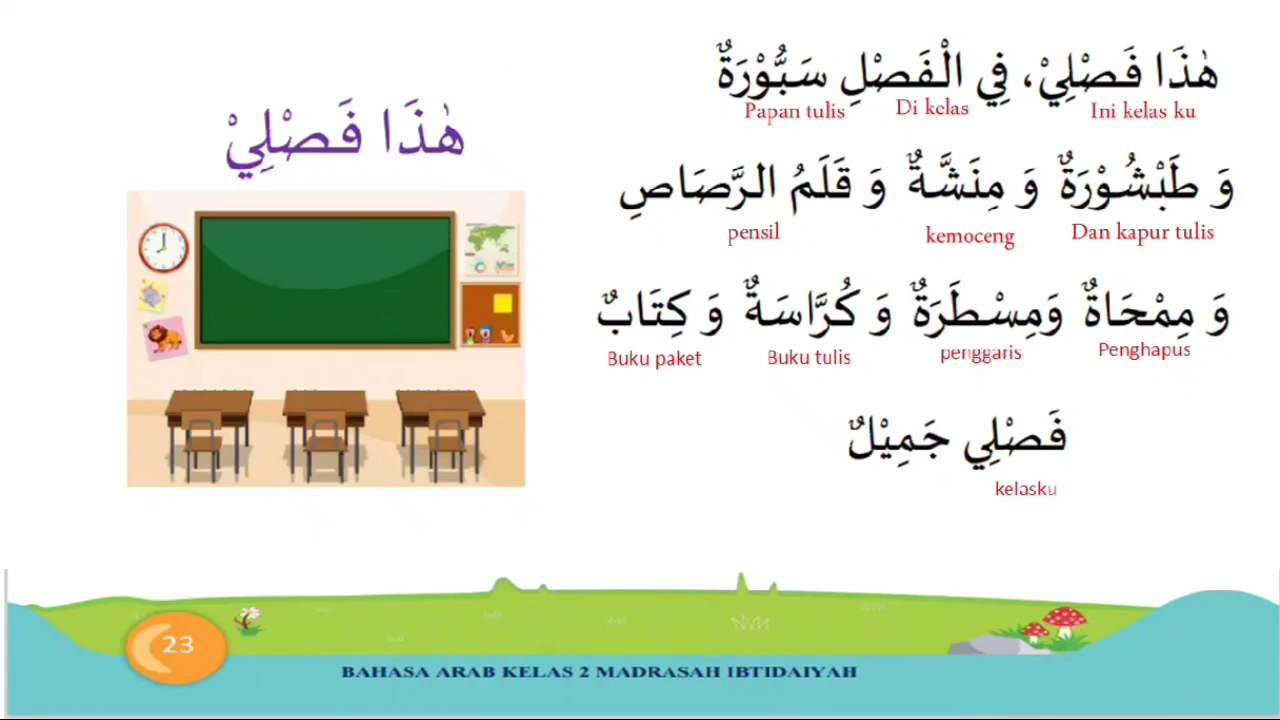 هٰذَا فَصْلِيْ
هٰذَا فَصْلِيْ، فِي الْفَصْلِ سَبُّوْرَةٌ
Papan tulis Di kelas Ini kelas ku
وَ طَبْشُوْرَةٌ وَ مِنَشَّةٌ وَ قَلَمُ الرَّصَاصِ
pensil kemoceng Dan kapur tulis
وَ مِمْحَاةٌ وَمِسْطَرَةٌ وَ كُرَّاسَةٌ وَ كِتَابٌ
Buku paket Buku tulis penggaris Penghapus
فَصْلِي جَمِيْلٌ
kelasku
23
BAHASA ARAB KELAS 2 MADRASAH IBTIDAIYAH